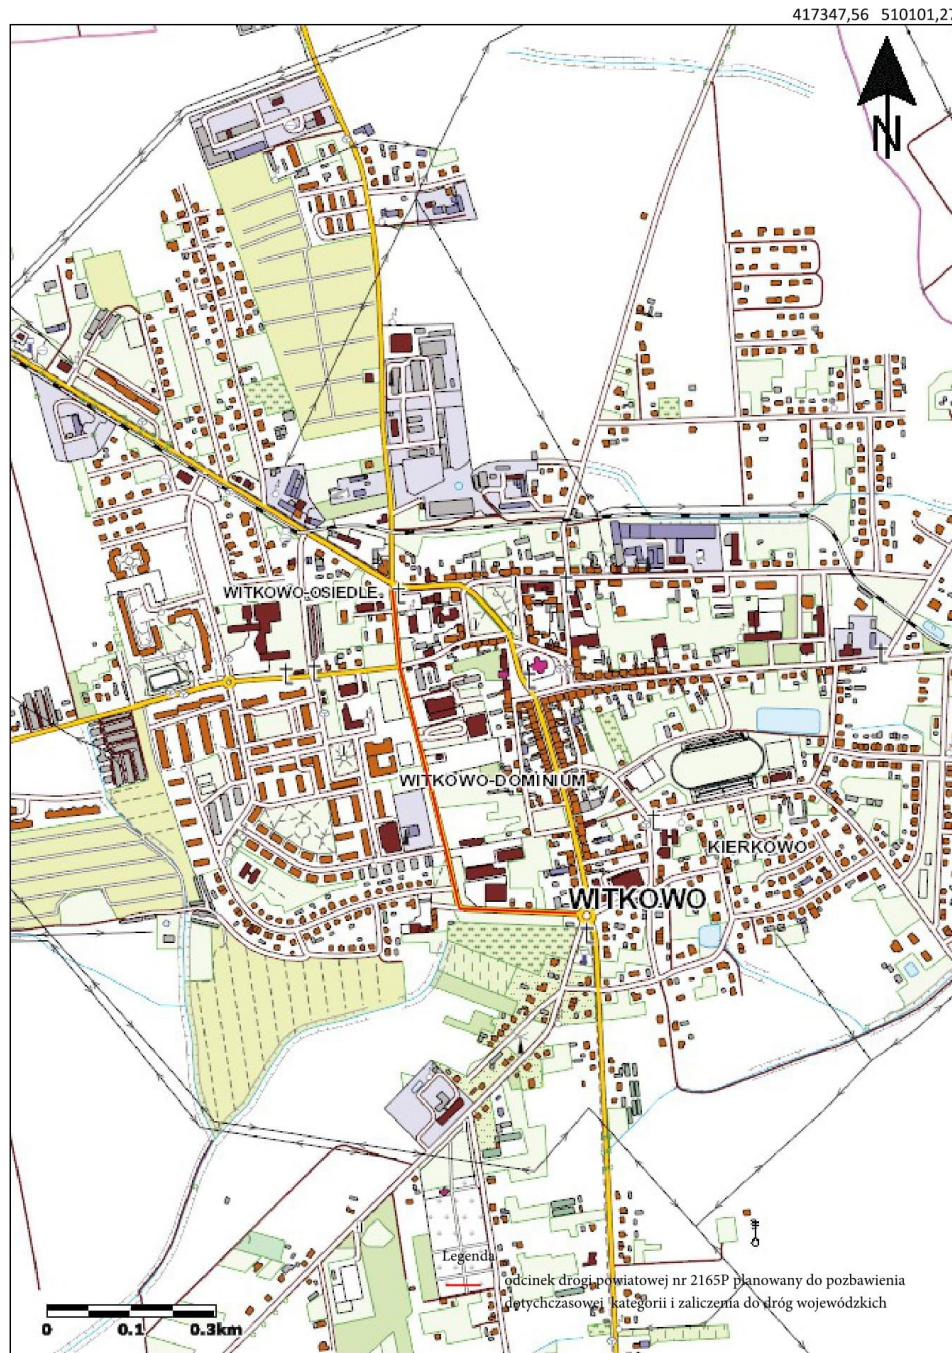 417347,56 510101,27
N
WITKOWO-OSIEDLE
WITKOWO-DOMINIUM
KIERKOWO
WITKOWO
Legenda
odcinek drogi powiatowej nr 2165P planowany do pozbawienia
dotychczasowej kategorii i zaliczenia do dróg wojewódzkich
0 0.1 0.3km